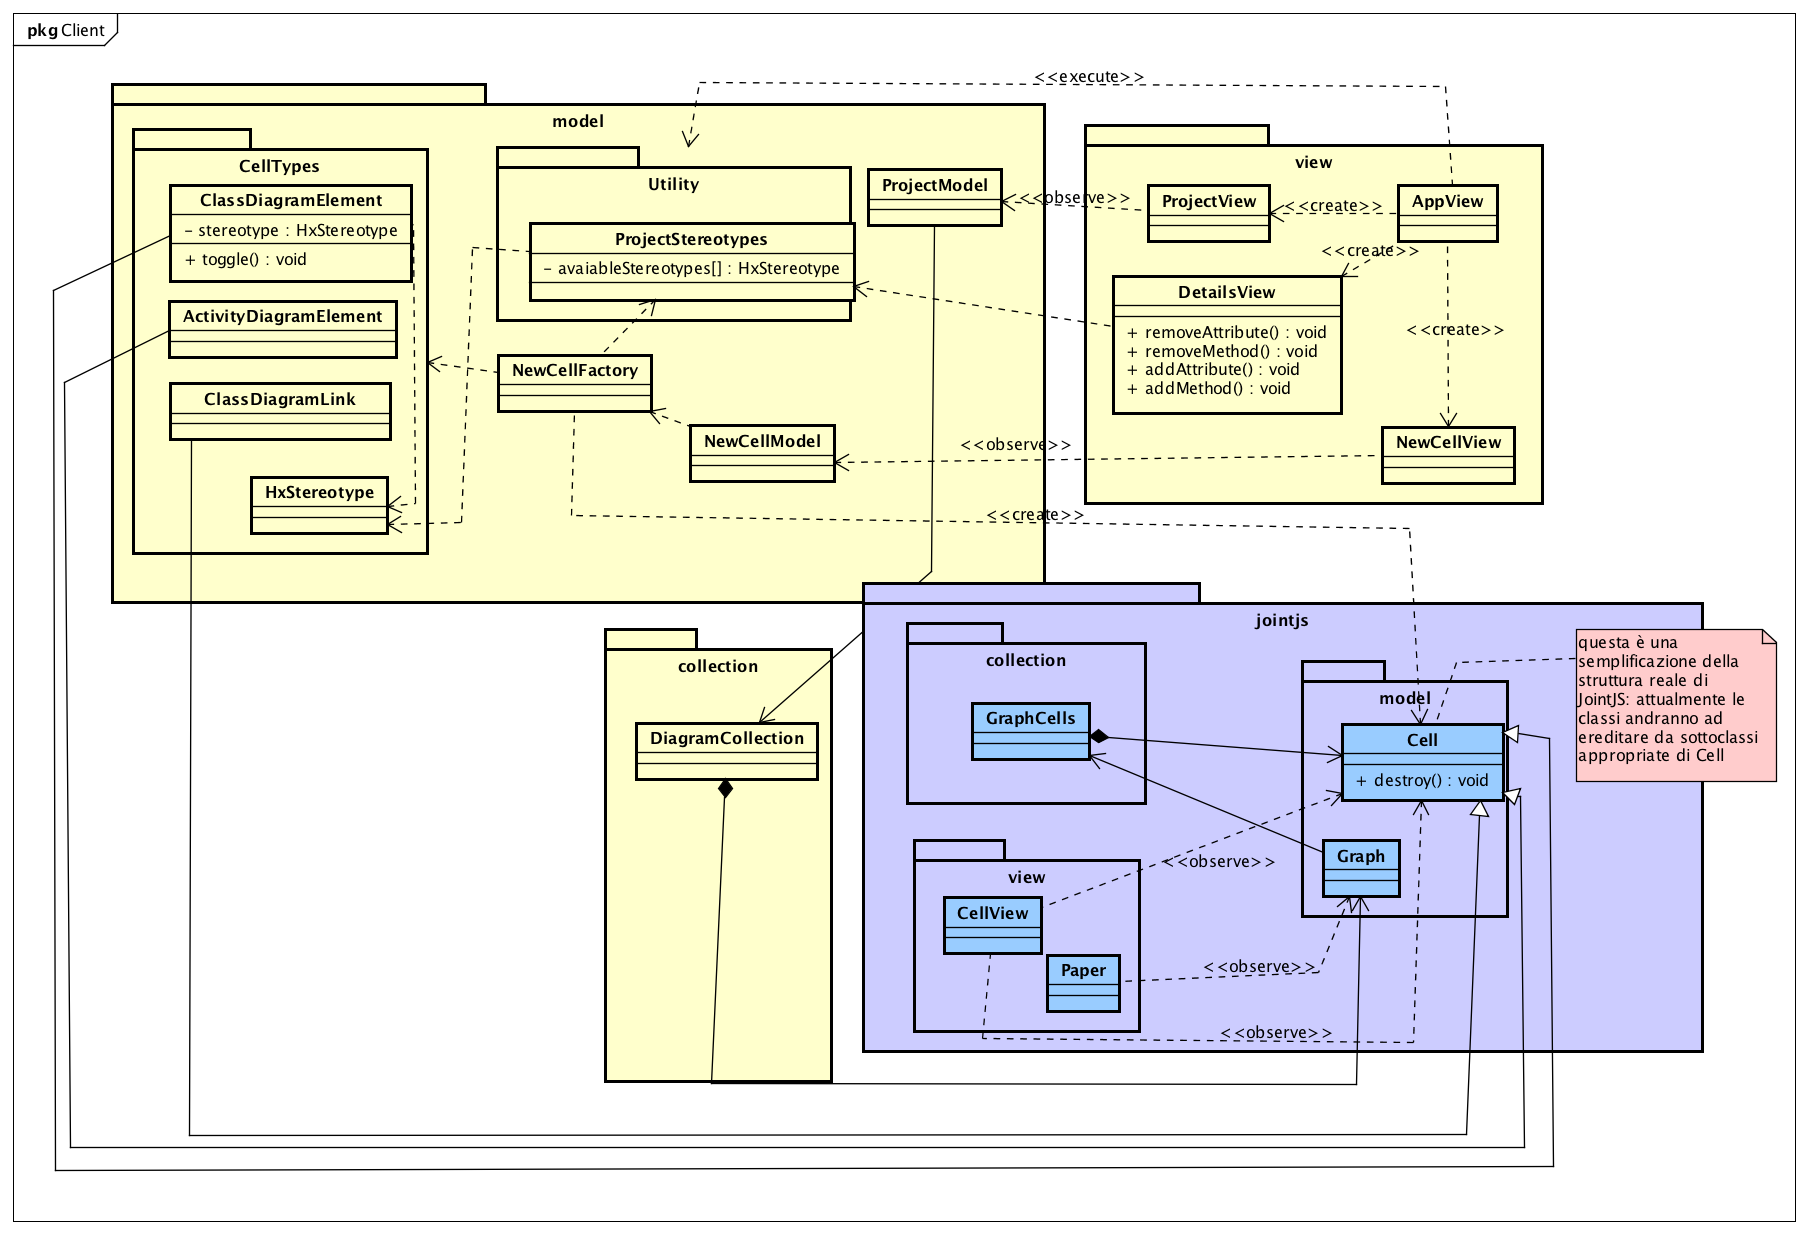 pkg Client
<<execute>>
model
CellTypes
ClassDiagramElement
- stereotype : HxStereotype
+ toggle() : void
ActivityDiagramElement
ClassDiagramLink
HxStereotype
Utility
ProjectStereotypes
- avaiableStereotypes[] : HxStereotype
ProjectModel
NewCellFactory
NewCellModel
<<observe>>
view
ProjectView
<<create>>
AppView
<<create>>
DetailsView
+ removeAttribute() : void
+ removeMethod() : void
+ addAttribute() : void
+ addMethod() : void
<<create>>
NewCellView
<<observe>>
<<create>>
collection
DiagramCollection
jointjs
collection
GraphCells
model
Cell
+ destroy() : void
Graph
view
CellView
Paper
<<observe>>
<<observe>>
<<observe>>
questa è una
semplificazione della
struttura reale di
JointJS: attualmente le
classi andranno ad
ereditare da sottoclassi
appropriate di Cell